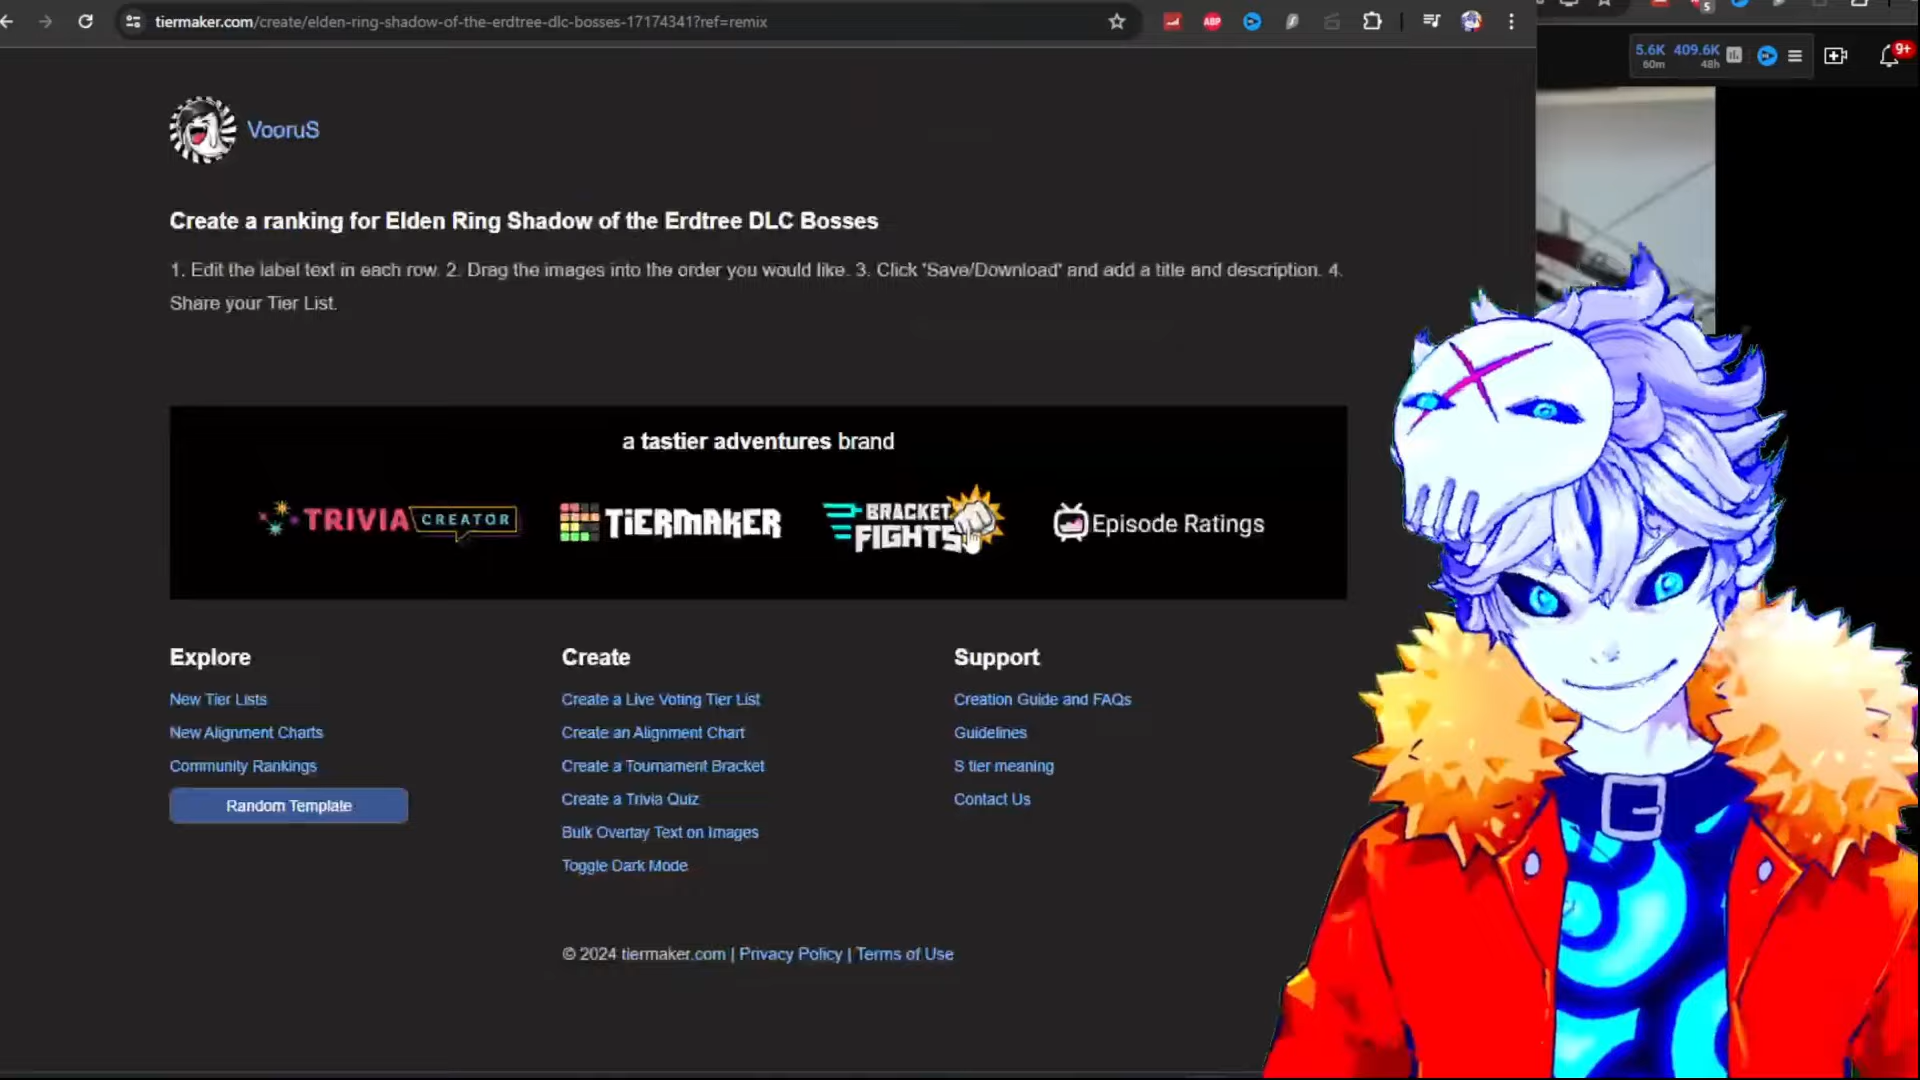 tiermaker.com/create/elden-ring-shadow-of-the-erdtree-dlc-bosses-17174341?ref=remix
ABP
5
5.6K 409.6K
60m 48h
9+
VooruS
Create a ranking for Elden Ring Shadow of the Erdtree DLC Bosses
1. Edit the label text in each row. 2. Drag the images into the order you would like. 3. Click 'Save/Download' and add a title and description. 4.
Share your Tier List.
a tastier adventures brand
TRIVIA CREATOR
TiERMAKER
BRACKET
FIGHTS
Episode Ratings
Explore
New Tier Lists
New Alignment Charts
Community Rankings
Random Template
Create
Create a Live Voting Tier List
Create an Alignment Chart
Create a Tournament Bracket
Create a Trivia Quiz
Bulk Overlay Text on Images
Toggle Dark Mode
Support
Creation Guide and FAQs
Guidelines
S tier meaning
Contact Us
© 2024 tiermaker.com | Privacy Policy | Terms of Use